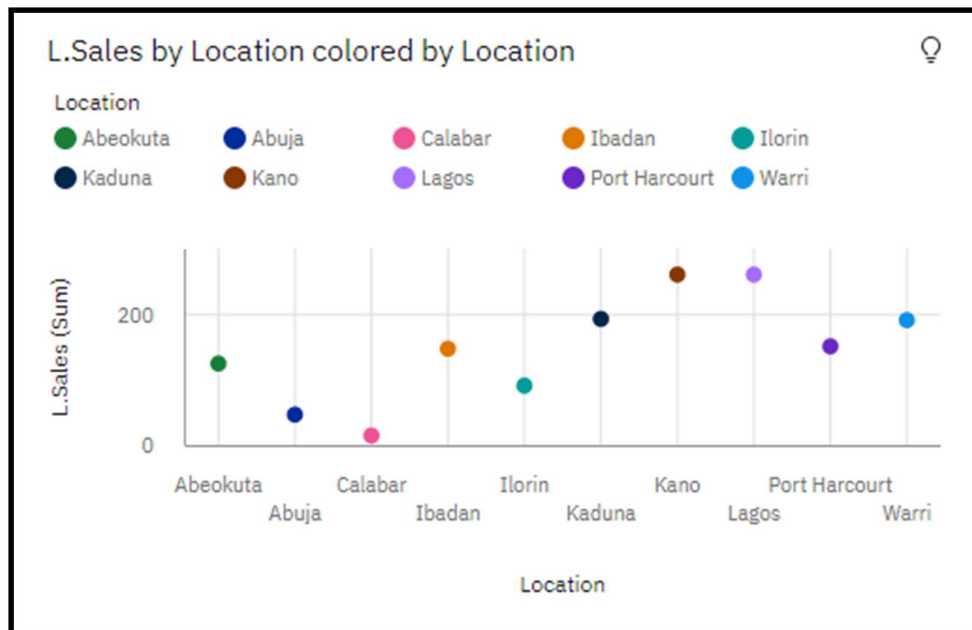 L.Sales by Location colored by Location
Location
Abeokuta Abuja Calabar Ibadan Ilorin
Kaduna Kano Lagos Port Harcourt Warri
L.Sales (Sum)
200
0
Abeokuta Calabar Ilorin Kano Port Harcourt
Abuja Ibadan Kaduna Lagos Warri
Location